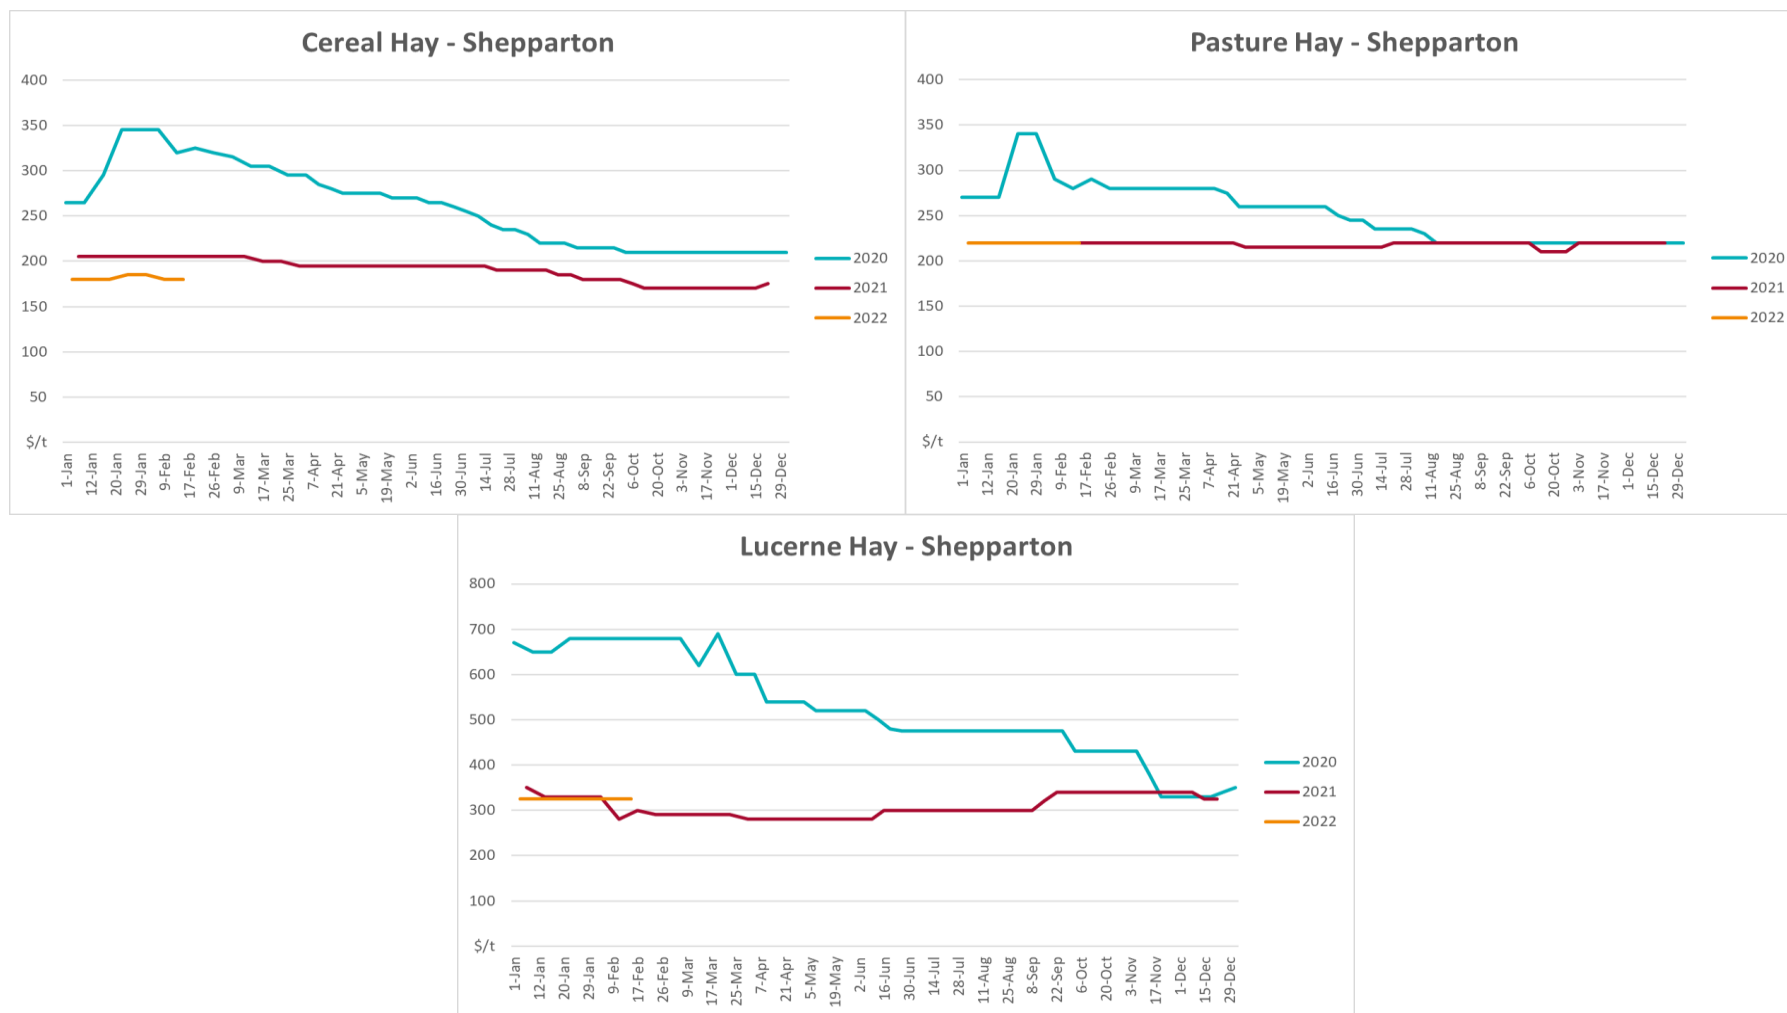 Cereal Hay - Shepparton
400
350
300
250
200
150
100
50
$/t
1-Jan
12-Jan
20-Jan
29-Jan
9-Feb
17-Feb
26-Feb
9-Mar
17-Mar
25-Mar
7-Apr
21-Apr
5-May
19-May
2-Jun
16-Jun
30-Jun
14-Jul
28-Jul
11-Aug
25-Aug
8-Sep
22-Sep
6-Oct
20-Oct
3-Nov
17-Nov
1-Dec
15-Dec
29-Dec
2020
2021
2022
Pasture Hay - Shepparton
400
350
300
250
200
150
100
50
$/t
1-Jan
12-Jan
20-Jan
29-Jan
9-Feb
17-Feb
26-Feb
9-Mar
17-Mar
25-Mar
7-Apr
21-Apr
5-May
19-May
2-Jun
16-Jun
30-Jun
14-Jul
28-Jul
11-Aug
25-Aug
8-Sep
22-Sep
6-Oct
20-Oct
3-Nov
17-Nov
1-Dec
15-Dec
29-Dec
2020
2021
2022
Lucerne Hay - Shepparton
800
700
600
500
400
300
200
100
$/t
1-Jan
12-Jan
20-Jan
29-Jan
9-Feb
17-Feb
26-Feb
9-Mar
17-Mar
25-Mar
7-Apr
21-Apr
5-May
19-May
2-Jun
16-Jun
30-Jun
14-Jul
28-Jul
11-Aug
25-Aug
8-Sep
22-Sep
6-Oct
20-Oct
3-Nov
17-Nov
1-Dec
15-Dec
29-Dec
2020
2021
2022